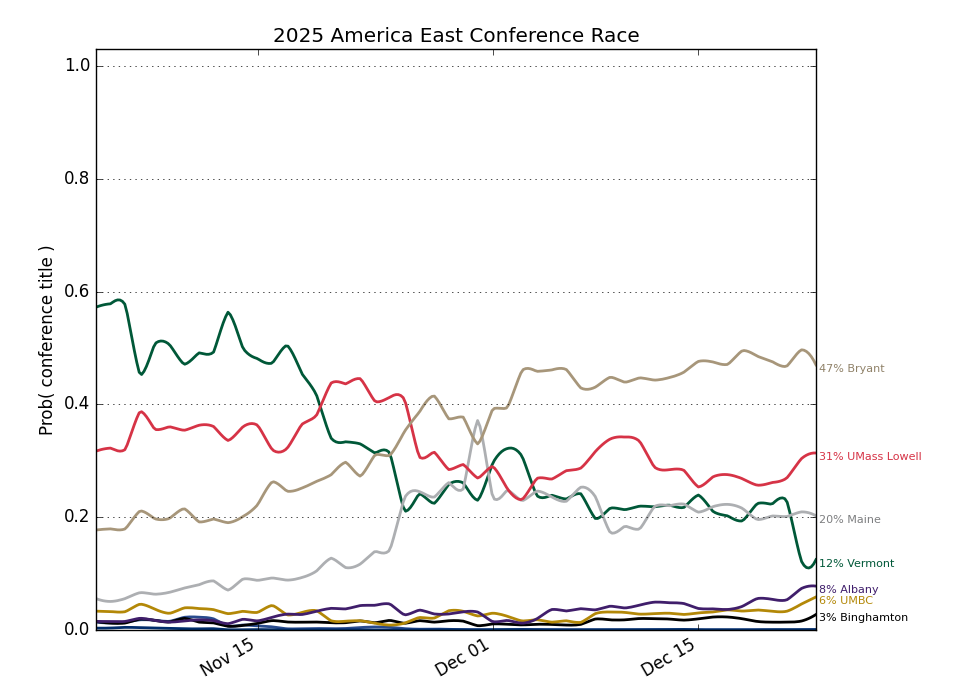 2025 America East Conference Race
Prob( conference title )
1.0
0.8
0.6
0.4
0.2
0.0
Nov 15
Dec 01
Dec 15
47% Bryant
31% UMass Lowell
20% Maine
12% Vermont
8% Albany
6% UMBC
3% Binghamton